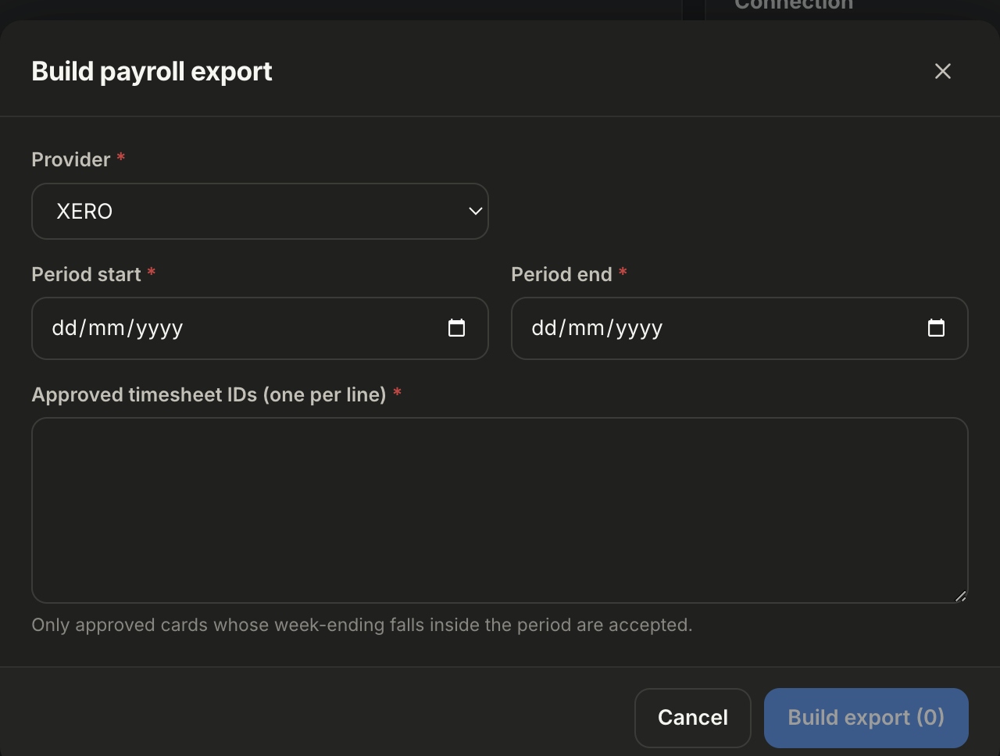 Connection
Build payroll export
Provider *
XERO
Period start *
Period end *
dd/mm/yyyy
dd/mm/yyyy
Approved timesheet IDs (one per line) *
Only approved cards whose week-ending falls inside the period are accepted.
Cancel
Build export (0)